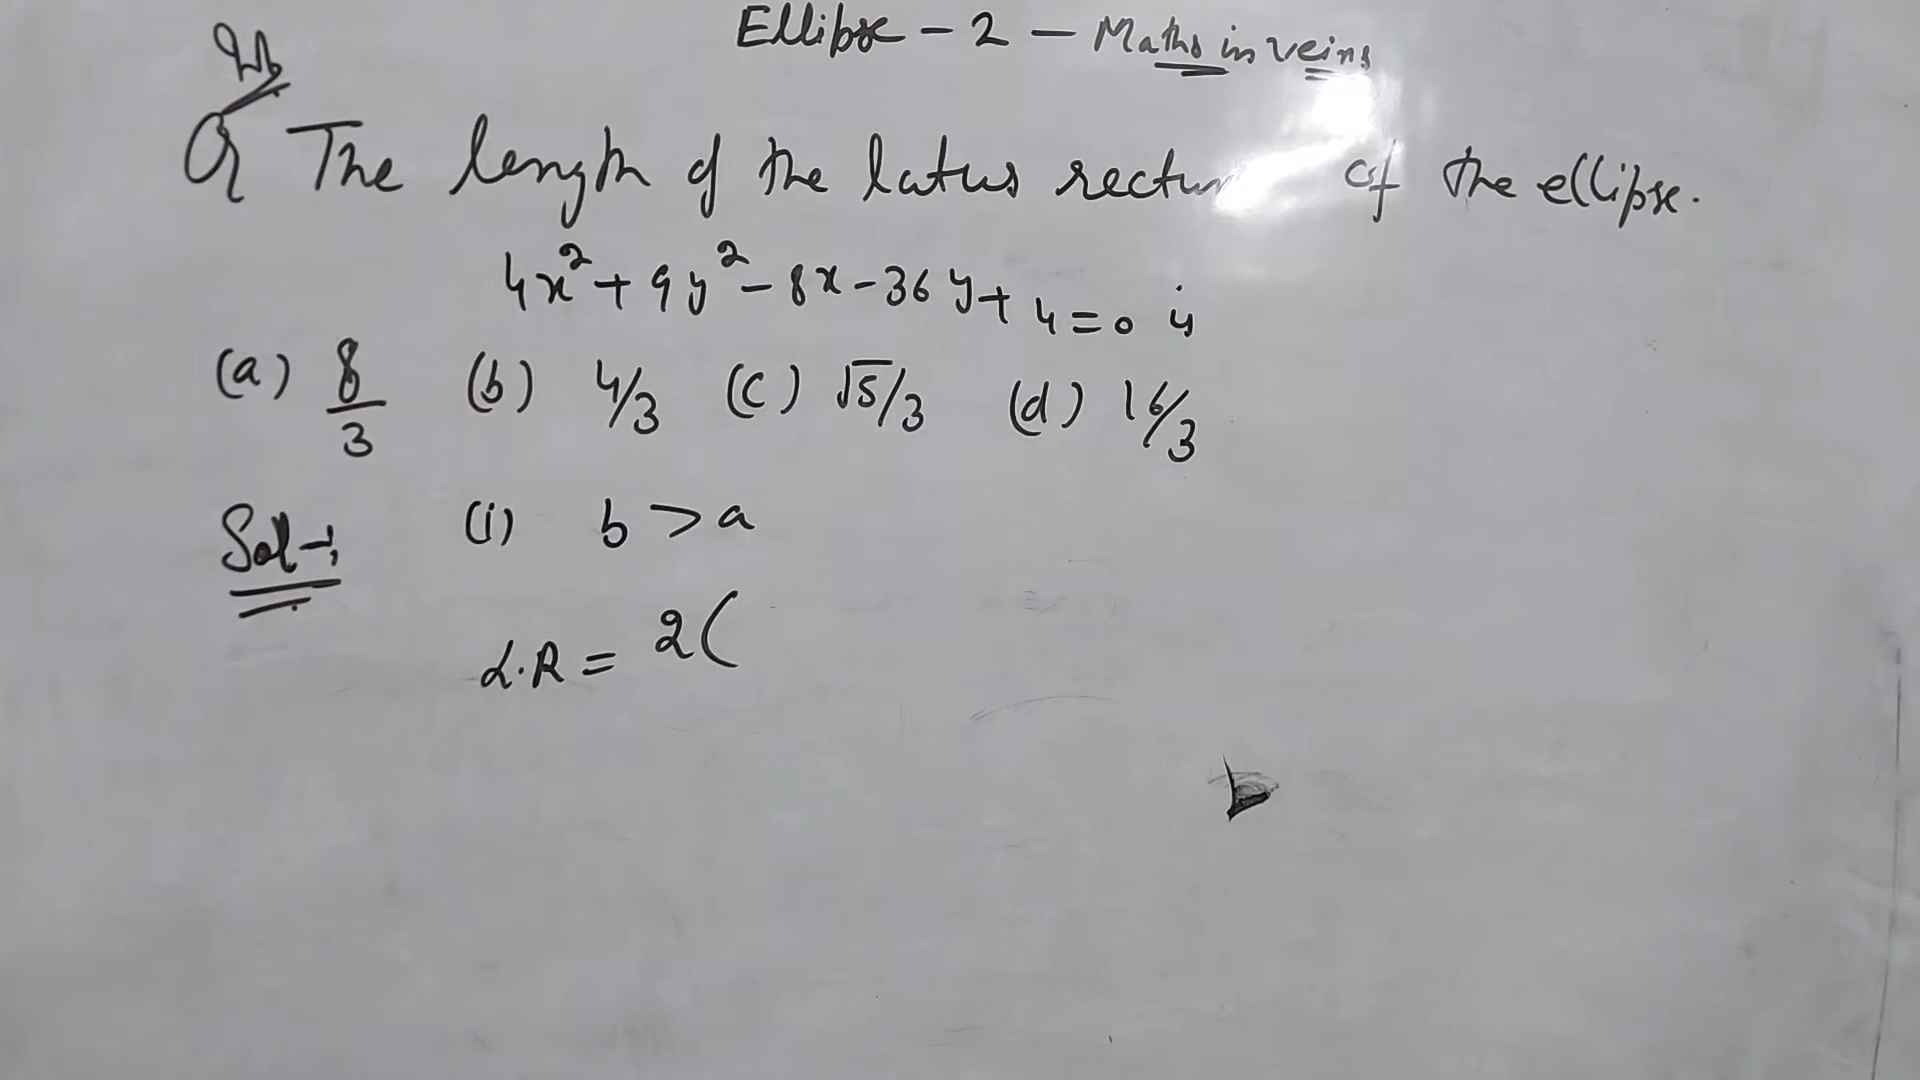 Ellipse - 2 - Maths in veins
Q The length of the latus rectum of the ellipse.
4x² + 9y² - 8x - 36y + 4 = 0 is
(a) 8/3 (b) 4/3 (c) √5/3 (d) 16/3
Sol-:
(i) b > a
L.R = 2(